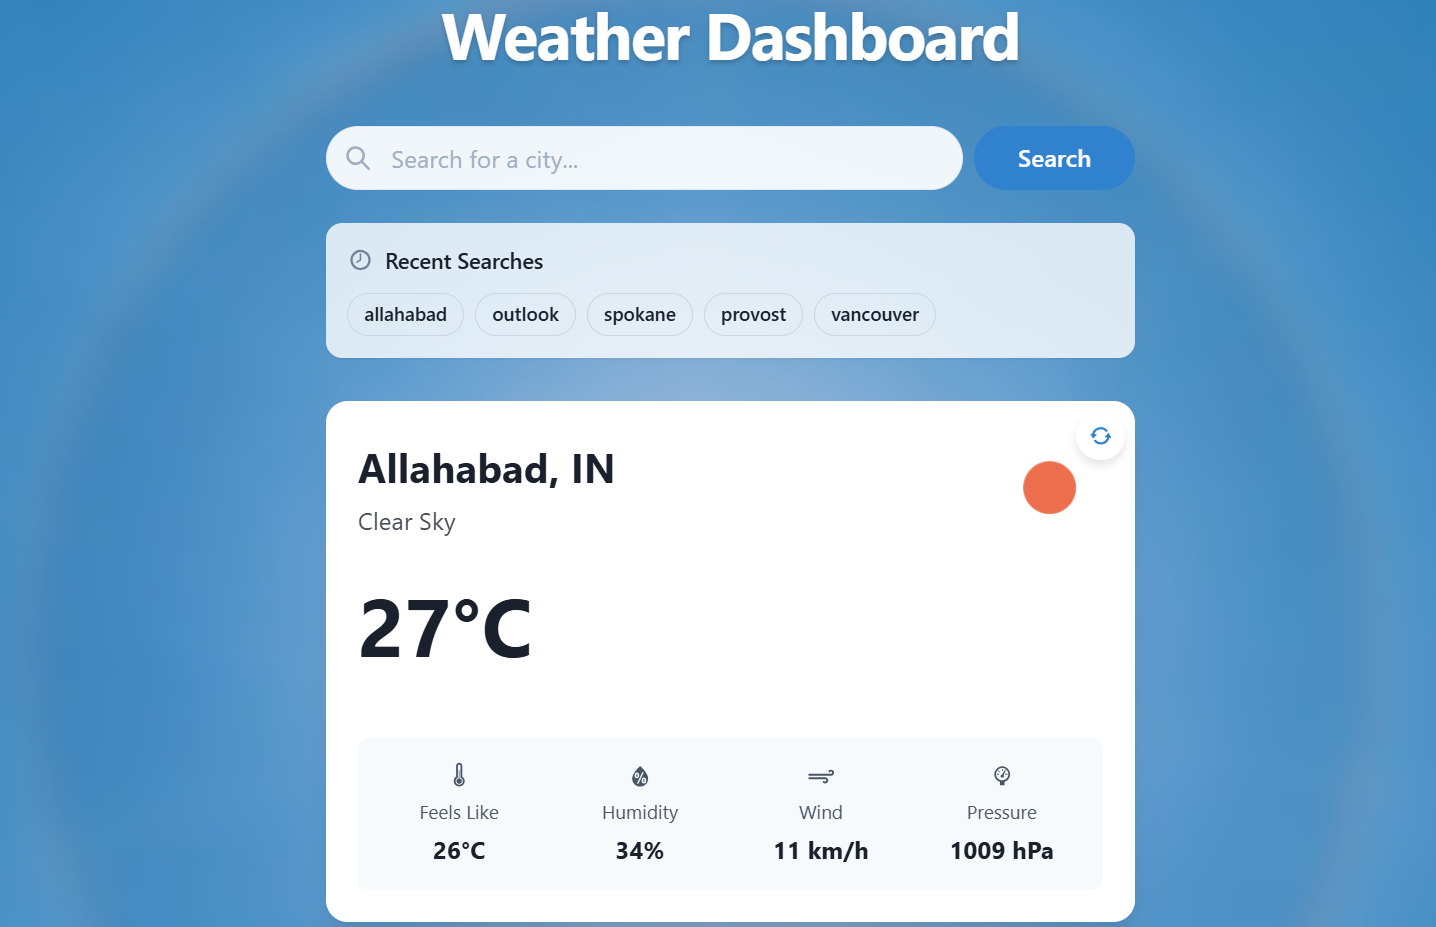 Weather Dashboard
Search for a city...
Search
Recent Searches
allahabad outlook spokane provost vancouver
Allahabad, IN
Clear Sky
27°C
%
Feels Like Humidity Wind Pressure
26°C 34% 11 km/h 1009 hPa